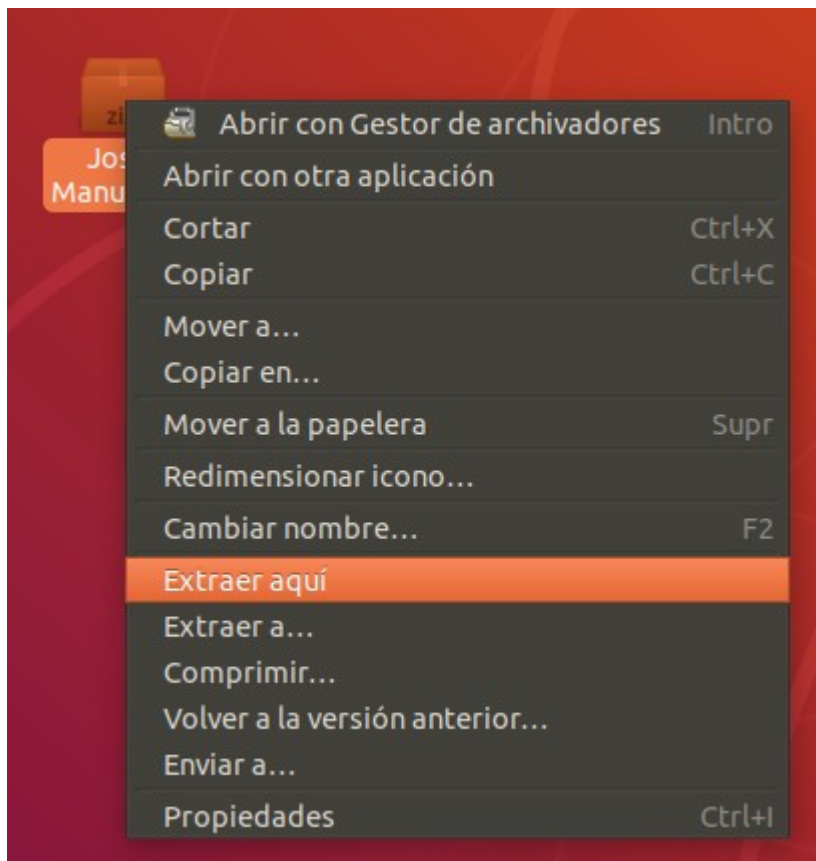 Abrir con Gestor de archivadores Intro
Abrir con otra aplicación
Cortar Ctrl+X
Copiar Ctrl+C
Mover a...
Copiar en...
Mover a la papelera Supr
Redimensionar icono...
Cambiar nombre... F2
Extraer aquí
Extraer a...
Comprimir...
Volver a la versión anterior...
Enviar a...
Propiedades Ctrl+I